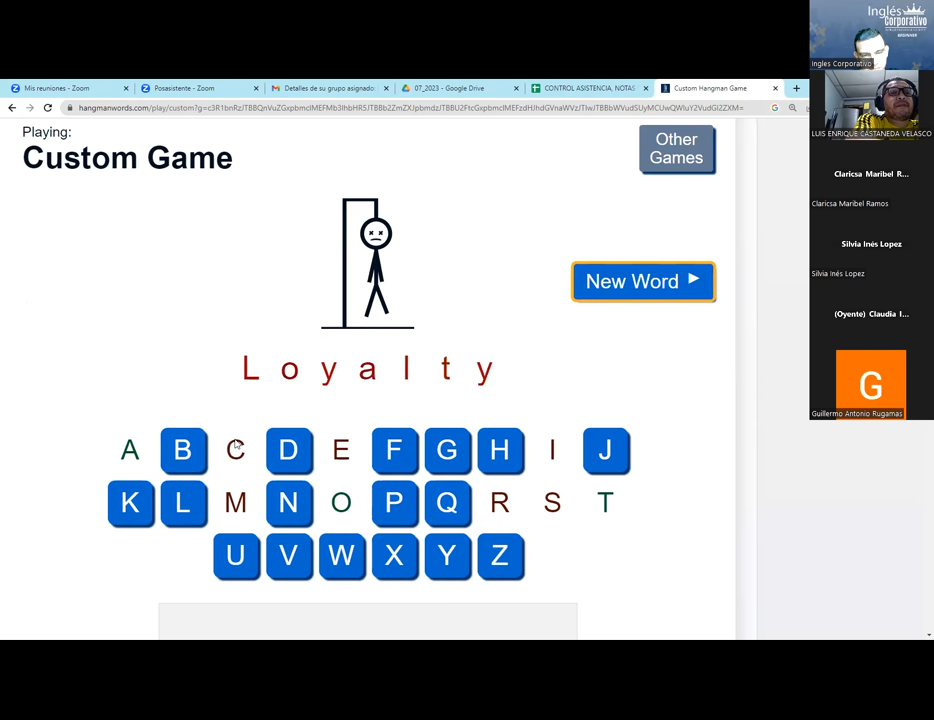 Inglés
Corporativo
BEGINNER
Ingles Corporativo
Mis reuniones - Zoom
Posasistente - Zoom
Detalles de su grupo asignado
07_2023 - Google Drive
CONTROL ASISTENCIA, NOTAS
Custom Hangman Game
LUIS ENRIQUE CASTANEDA VELASCO
Playing:
Custom Game
Other
Games
Claricsa Maribel R...
Claricsa Maribel Ramos
Silvia Inés Lopez
Silvia Inés Lopez
New Word
(Oyente) Claudia I...
L o y a l t y
G
Guillermo Antonio Rugamas
A B C D E F G H I J
K L M N O P Q R S T
U V W X Y Z